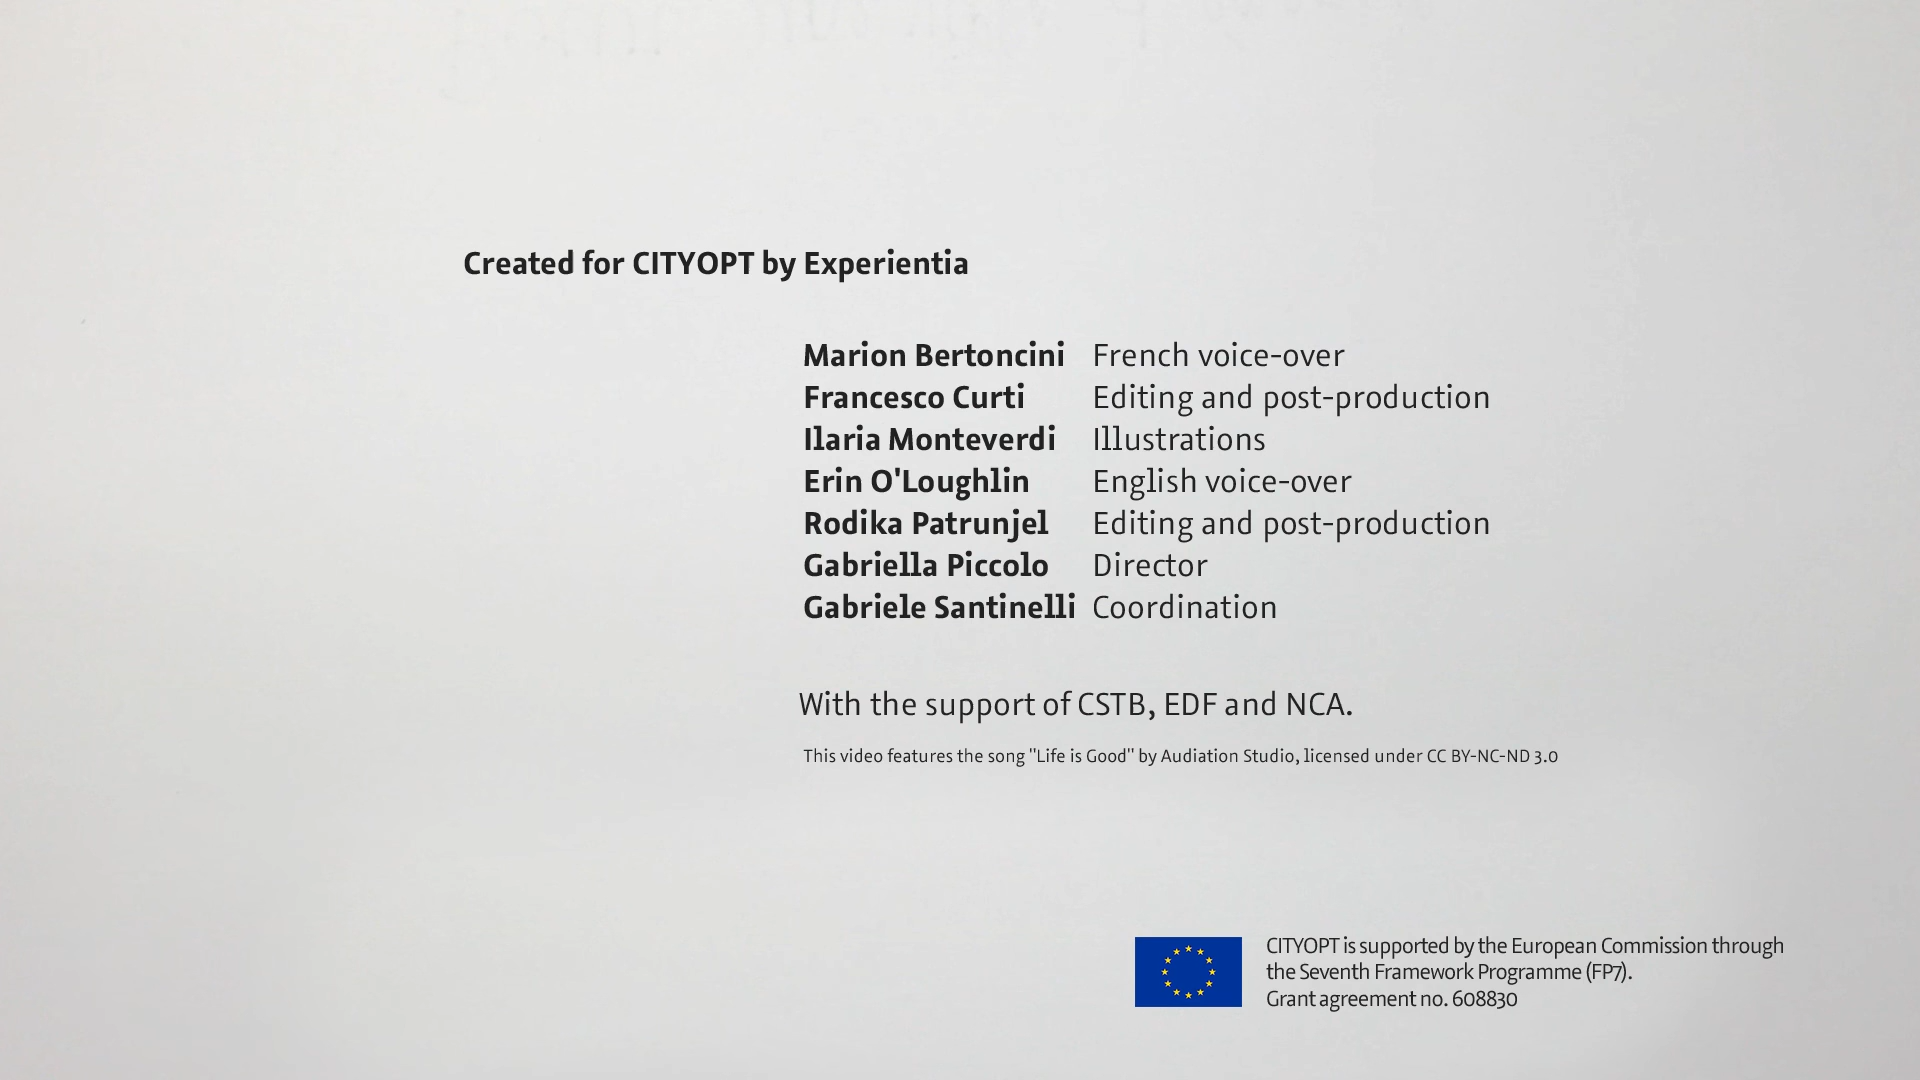 Created for CITYOPT by Experientia
Marion Bertoncini French voice-over
Francesco Curti Editing and post-production
Ilaria Monteverdi Illustrations
Erin O'Loughlin English voice-over
Rodika Patrunjel Editing and post-production
Gabriella Piccolo Director
Gabriele Santinelli Coordination
With the support of CSTB, EDF and NCA.
This video features the song "Life is Good" by Audiation Studio, licensed under CC BY-NC-ND 3.0
CITYOPT is supported by the European Commission through
the Seventh Framework Programme (FP7).
Grant agreement no. 608830